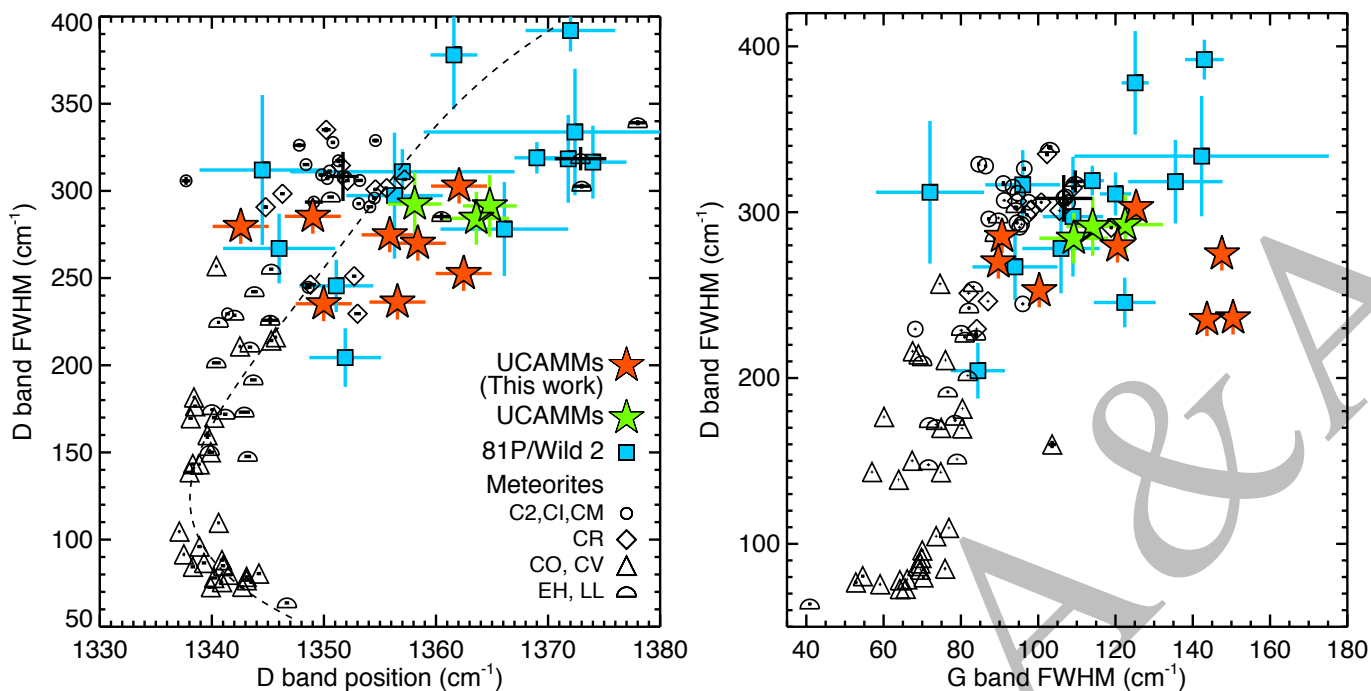 400
350
300
250
200
150
100
50
D band FWHM (cm-1)
1330 1340 1350 1360 1370 1380
D band position (cm-1)
UCAMMs
(This work)
UCAMMs
81P/Wild 2
Meteorites
C2,CI,CM
CR
CO, CV
EH, LL
400
300
200
100
D band FWHM (cm-1)
40 60 80 100 120 140 160 180
G band FWHM (cm-1)
A&A